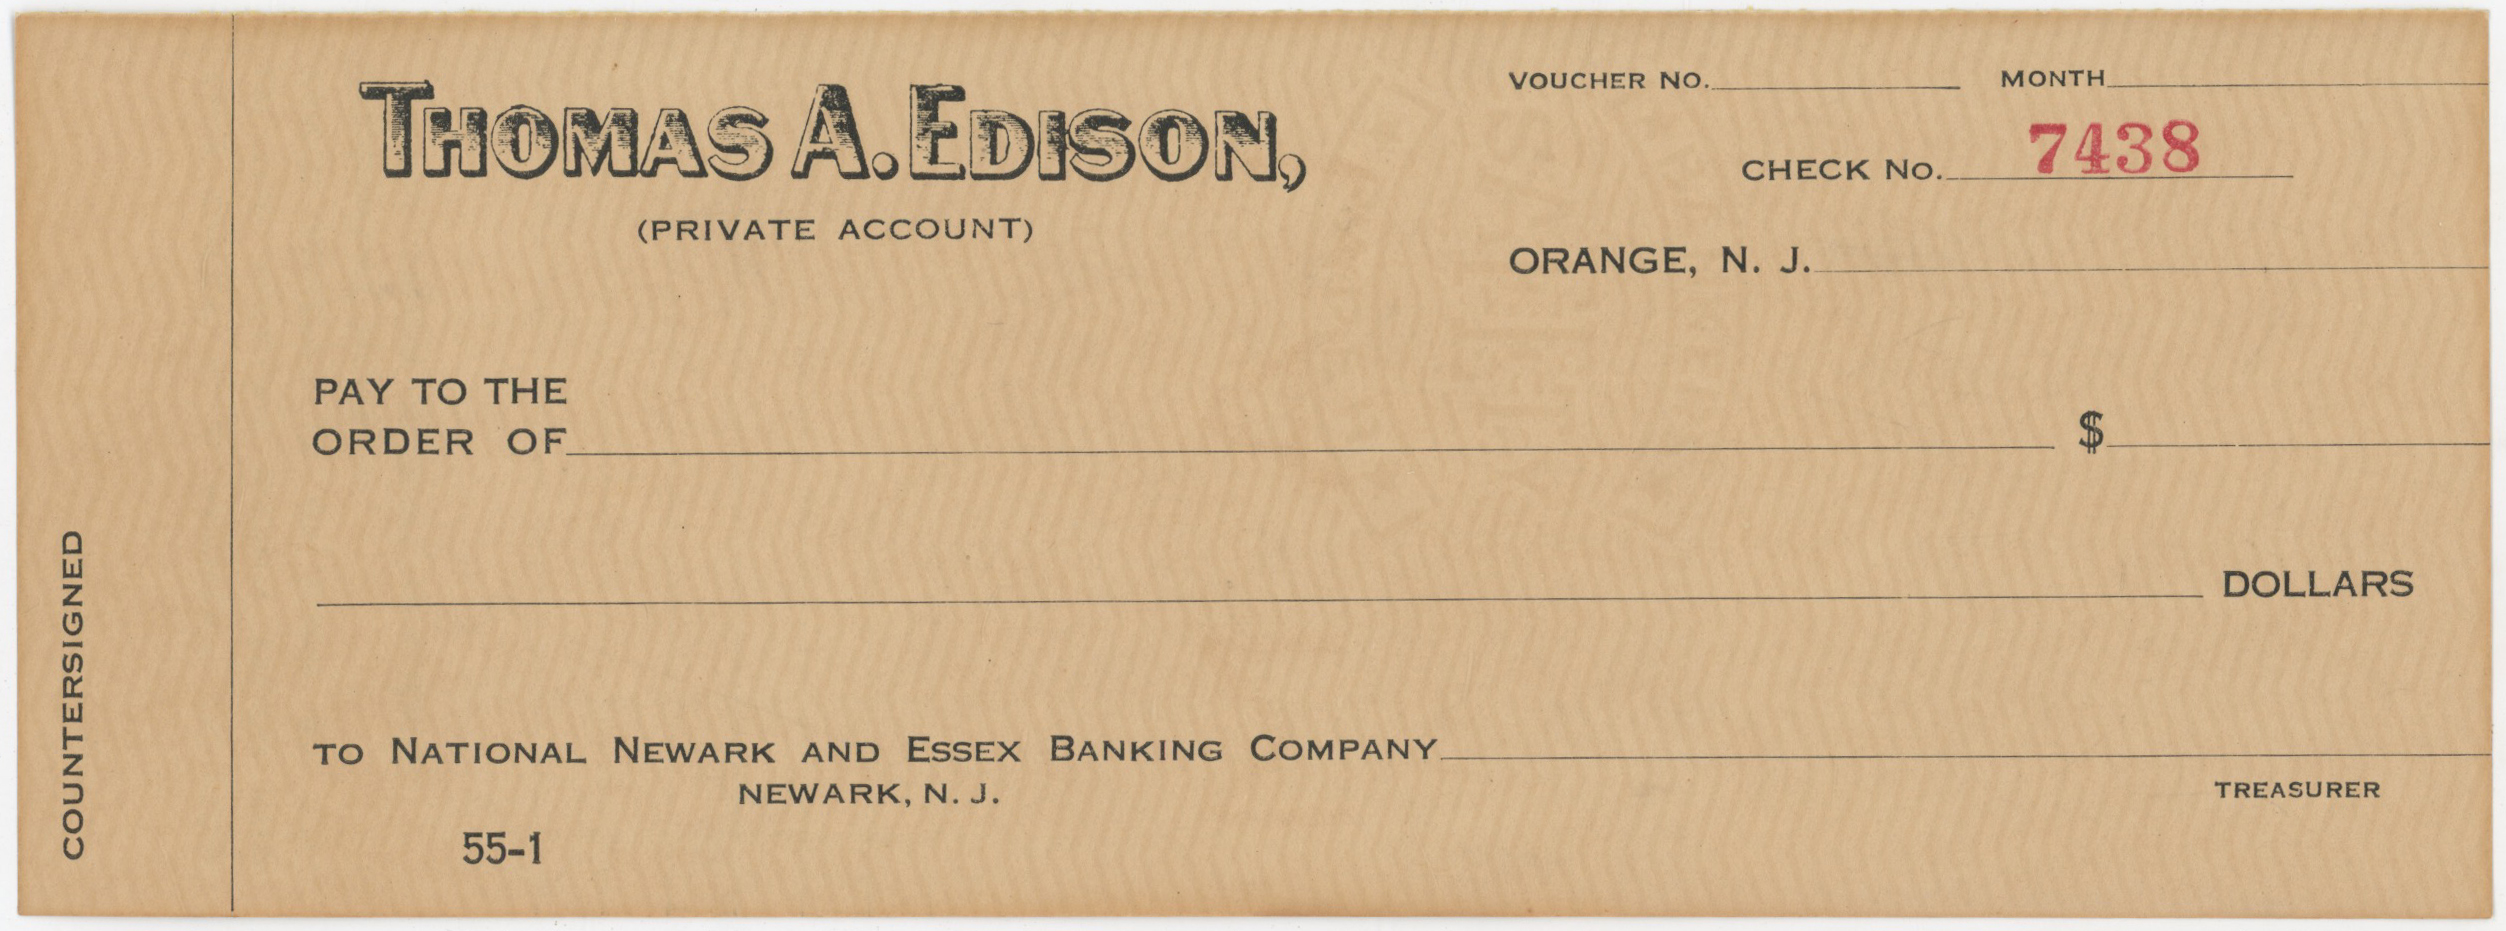 THOMAS A. EDISON,
(PRIVATE ACCOUNT)
VOUCHER NO. MONTH
CHECK No. 7438
ORANGE, N. J.
PAY TO THE
ORDER OF $
DOLLARS
TO NATIONAL NEWARK AND ESSEX BANKING COMPANY
NEWARK, N. J.
TREASURER
55-1
COUNTERSIGNED